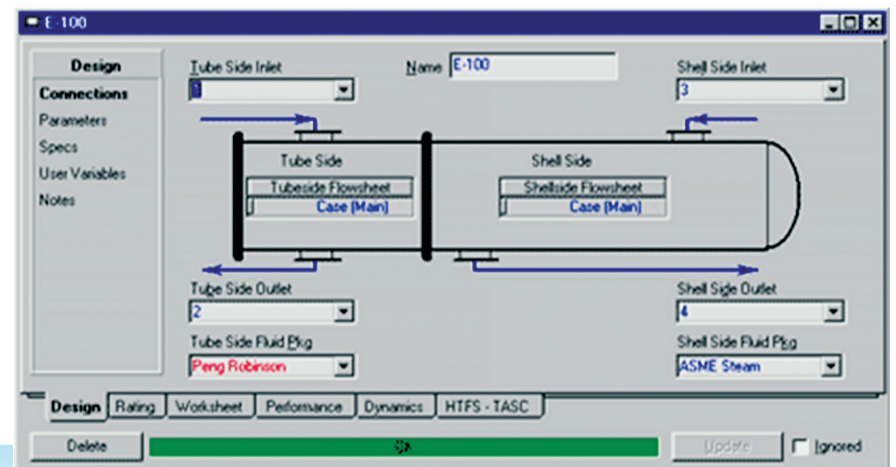 E-100
Design
Connections
Parameters
Specs
User Variables
Notes
Tube Side Inlet
Name E-100
Shell Side Inlet
3
Tube Side
Shell Side
Tubeside Flowsheet
Case (Main)
Shellside Flowsheet
Case (Main)
Tube Side Outlet
2
Shell Side Outlet
4
Tube Side Fluid Pkg
Peng Robinson
Shell Side Fluid Pkg
ASME Steam
Design Rating Worksheet Performance Dynamics HTFS - TASC
Delete
OK
Update
Ignored